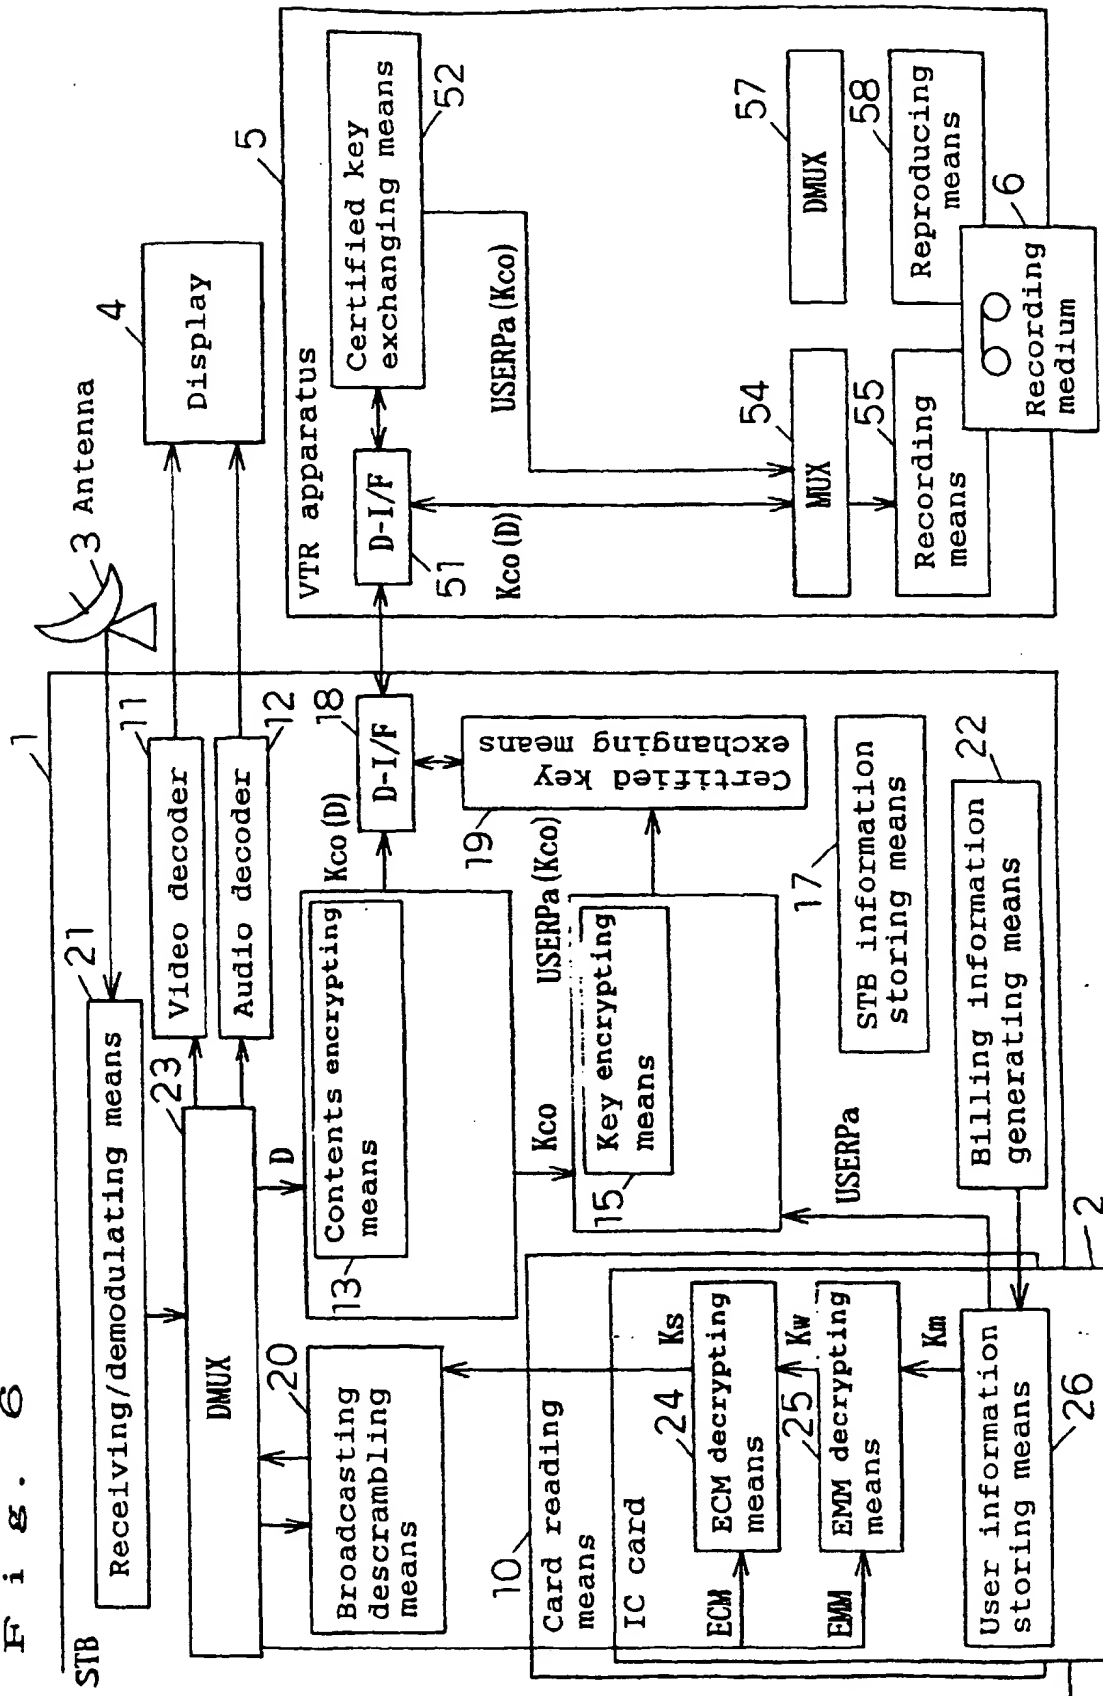 Fig. 6
STB
1
3 Antenna
Receiving/demodulating means
21
DMUX
23
Video decoder
11
Audio decoder
12
Display
4
Broadcasting
descrambling
means
20
D
Contents encrypting
means
13
Kco(D)
D-I/F
18
Kco
USERPa(Kco)
Key encrypting
means
15
Certified key
exchanging means
19
STB information
storing means
17
Billing information
generating means
22
USERPa
Card reading
means
10
IC card
2
ECM
ECM decrypting
means
24
Ks
Kw
EMM
EMM decrypting
means
25
Km
User information
storing means
26
VTR apparatus
5
D-I/F
51
Certified key
exchanging means
52
Kco(D)
USERPa(Kco)
MUX
54
DMUX
57
Recording
means
55
Reproducing
means
58
Recording
medium
6